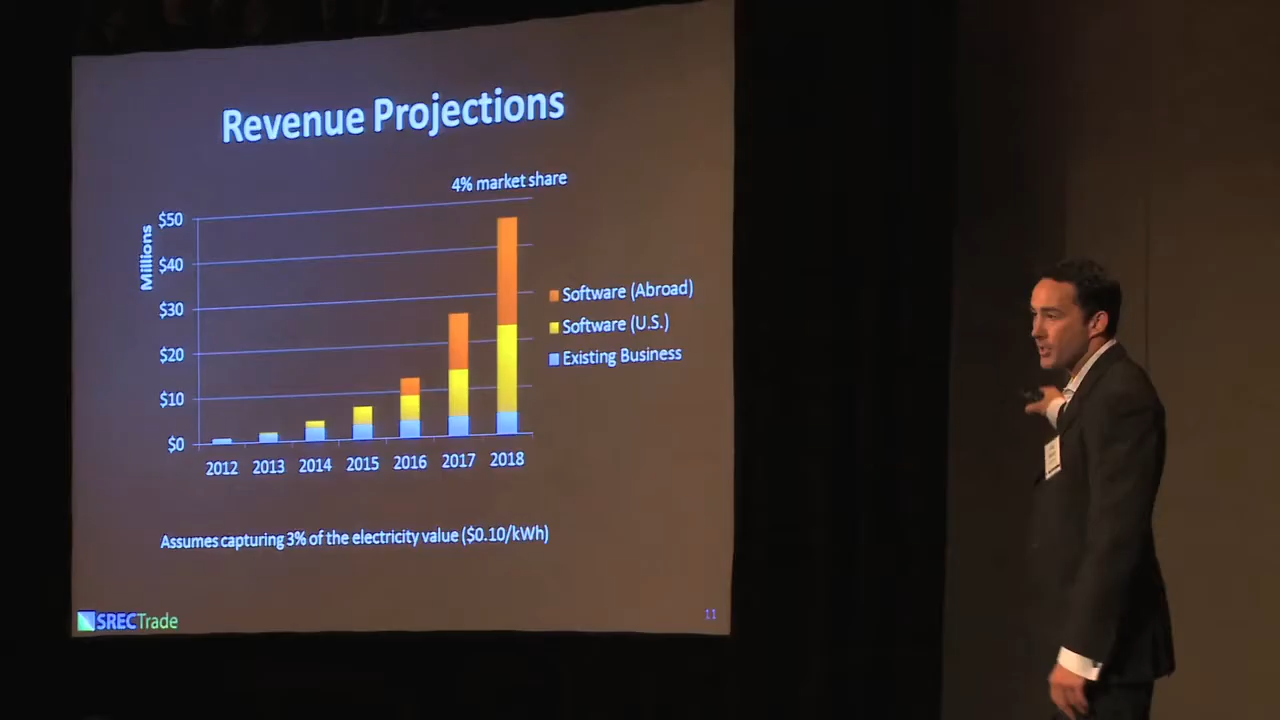 Revenue Projections
4% market share
Millions
$50
$40
$30
$20
$10
$0
2012 2013 2014 2015 2016 2017 2018
Software (Abroad)
Software (U.S.)
Existing Business
Assumes capturing 3% of the electricity value ($0.10/kWh)
SRECTrade
11